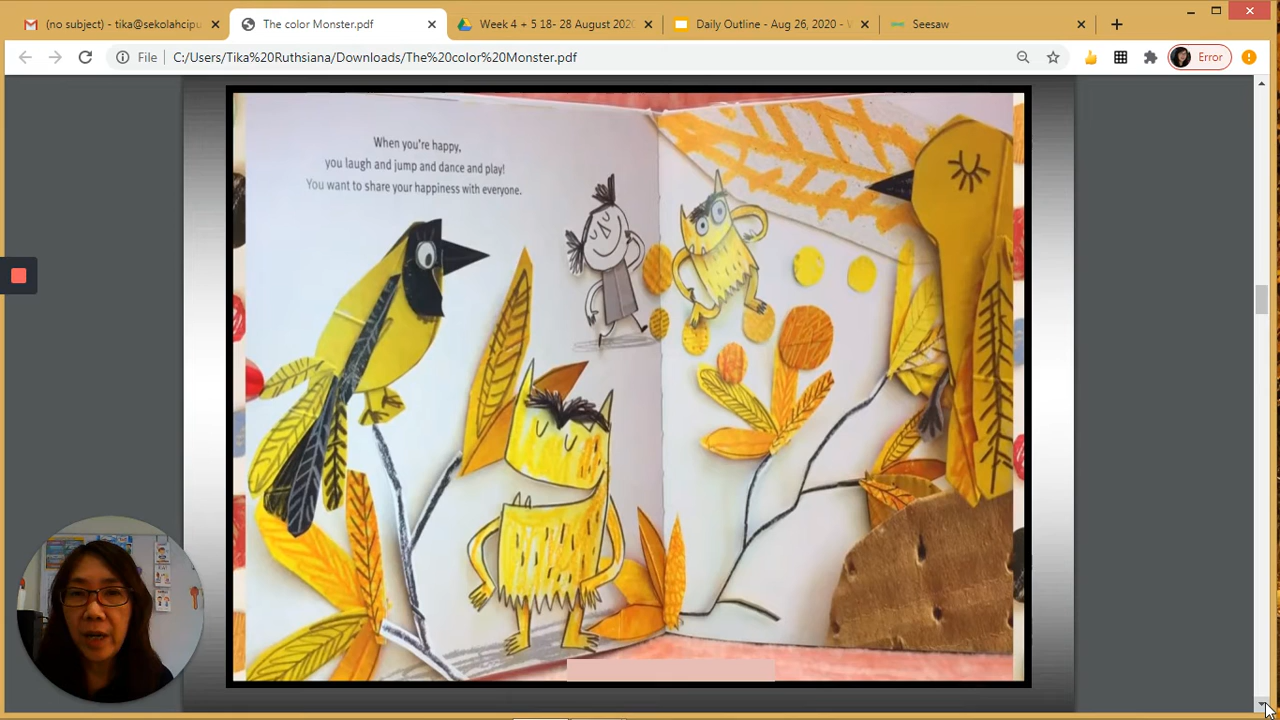 (no subject) - tika@sekolahcipu
The color Monster.pdf
Week 4 + 5 18- 28 August 2020
Daily Outline - Aug 26, 2020 - V
Seesaw
File
C:/Users/Tika%20Ruthsiana/Downloads/The%20color%20Monster.pdf
Error
When you're happy,
you laugh and jump and dance and play!
You want to share your happiness with everyone.